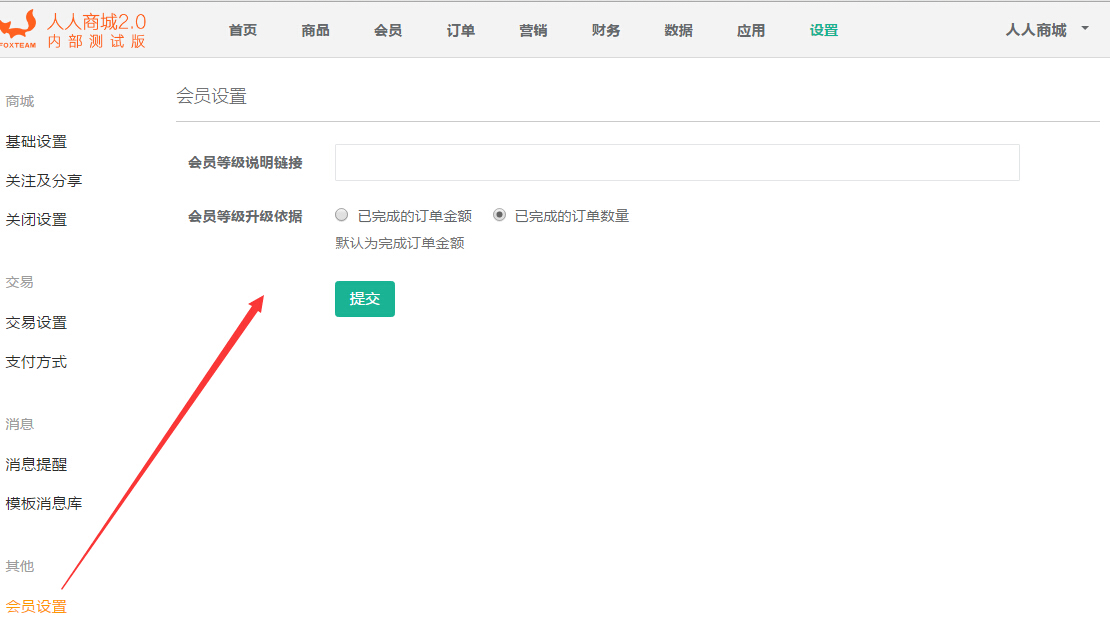 人人商城2.0
内部测试版
FOXTEAM
首页 商品 会员 订单 营销 财务 数据 应用 设置 人人商城
商城
基础设置
关注及分享
关闭设置
交易
交易设置
支付方式
消息
消息提醒
模板消息库
其他
会员设置
会员设置
会员等级说明链接
会员等级升级依据 已完成的订单金额 已完成的订单数量
默认为完成订单金额
提交